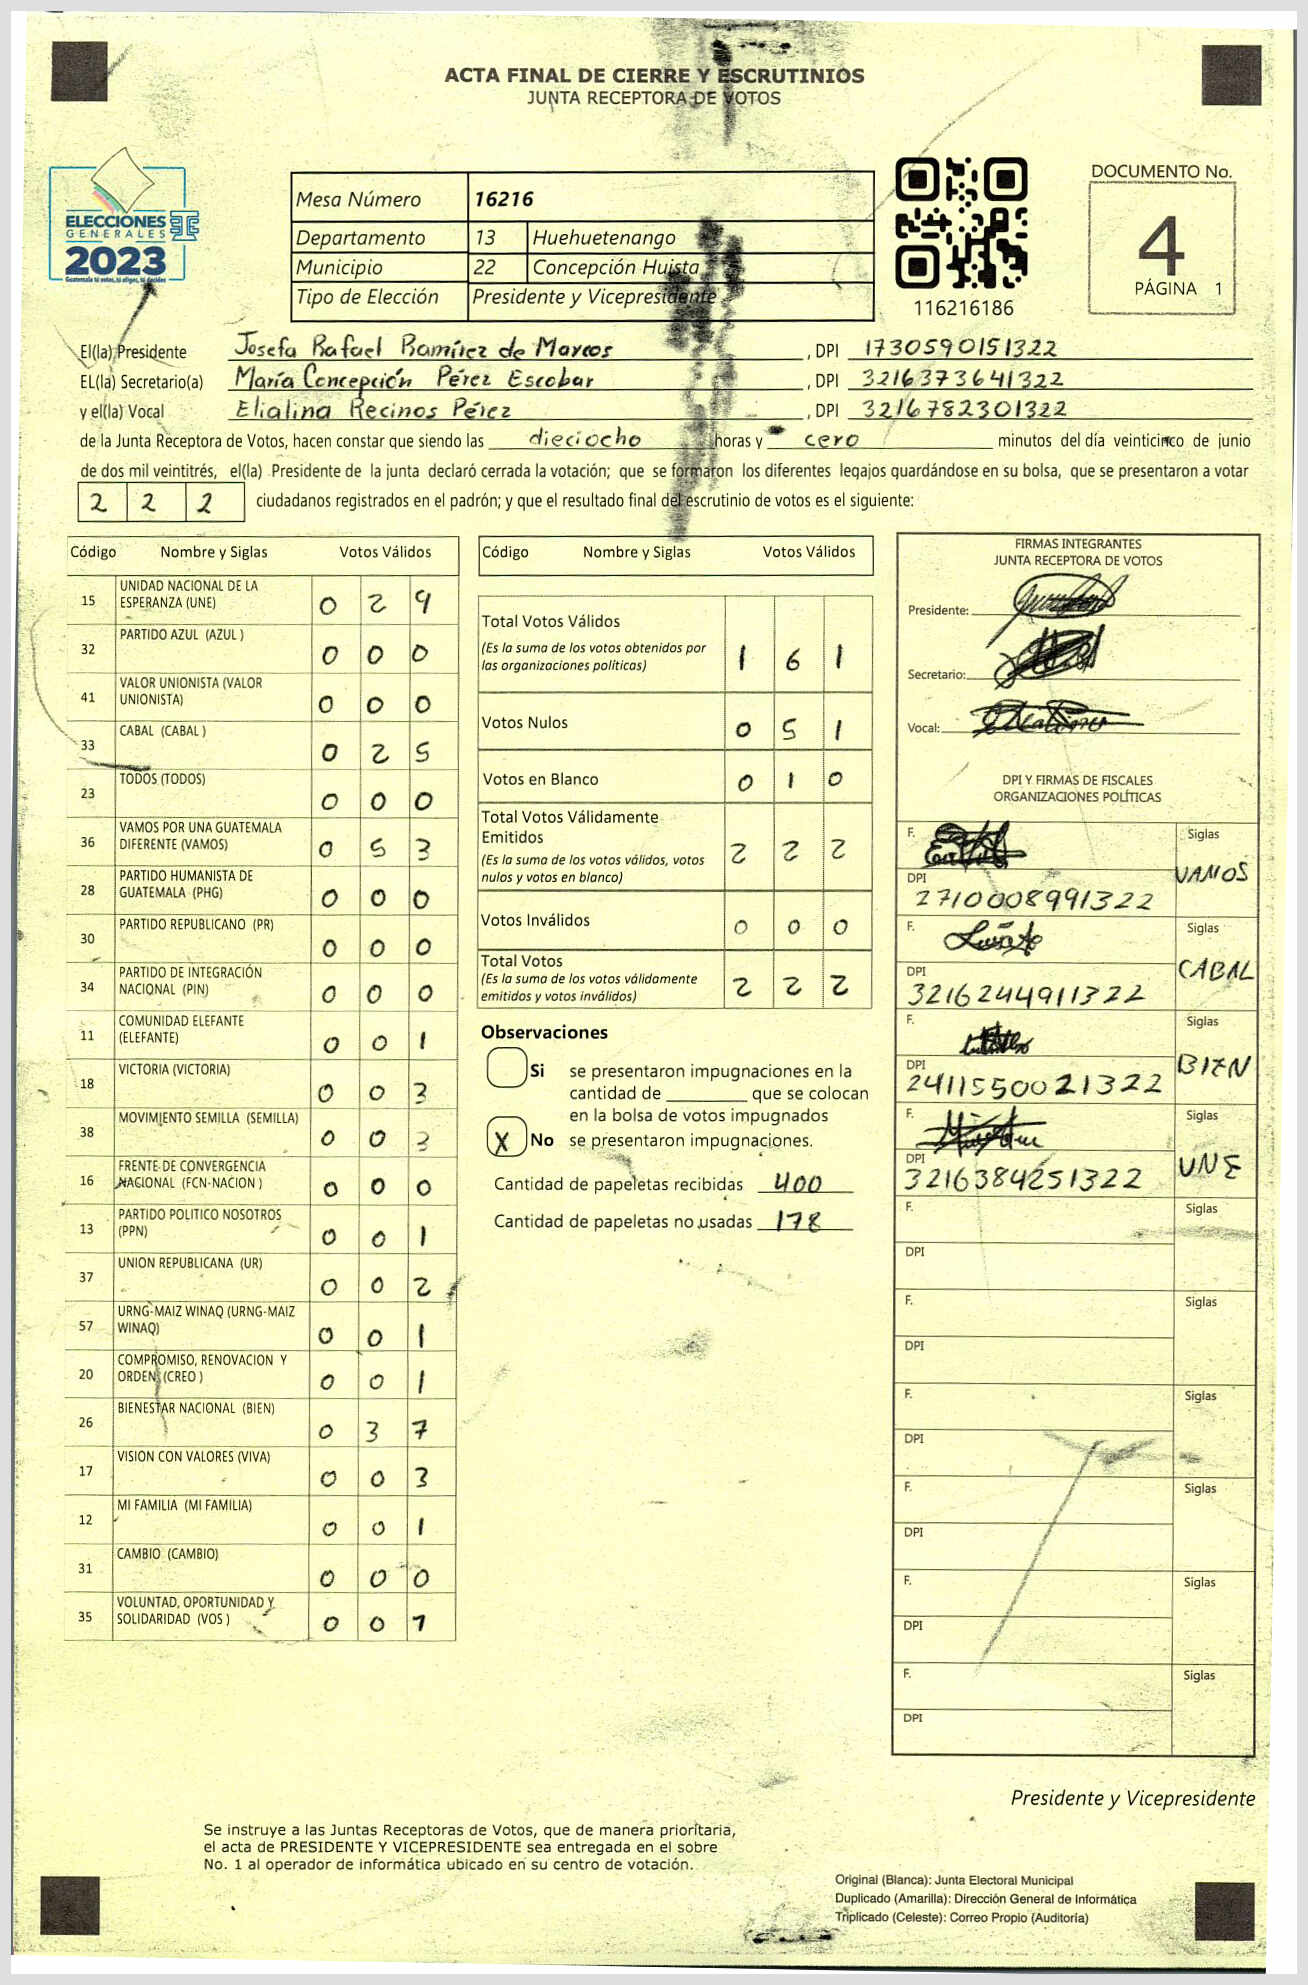 ACTA FINAL DE CIERRE Y ESCRUTINIOS
JUNTA RECEPTORA DE VOTOS
ELECCIONES
GENERALES
2023
Guatemala tú votas, tú eliges, tú decides
Mesa Número 16216
Departamento 13 Huehuetenango
Municipio 22 Concepción Huista
Tipo de Elección Presidente y Vicepresidente
116216186
DOCUMENTO No.
4
PÁGINA 1
El(la) Presidente Josefa Rafael Ramírez de Marcos , DPI 1730590151322
EL(la) Secretario(a) María Concepción Pérez Escobar , DPI 3216373641322
y el(la) Vocal Elialina Recinos Pérez , DPI 3216782301322
de la Junta Receptora de Votos, hacen constar que siendo las dieciocho horas y cero minutos del día veinticinco de junio
de dos mil veintitrés, el(la) Presidente de la junta declaró cerrada la votación; que se formaron los diferentes legajos quardándose en su bolsa, que se presentaron a votar
2 2 2 ciudadanos registrados en el padrón; y que el resultado final del escrutinio de votos es el siguiente:
Código Nombre y Siglas Votos Válidos
15 UNIDAD NACIONAL DE LA ESPERANZA (UNE) 0 2 9
32 PARTIDO AZUL (AZUL ) 0 0 0
41 VALOR UNIONISTA (VALOR UNIONISTA) 0 0 0
33 CABAL (CABAL ) 0 2 5
23 TODOS (TODOS) 0 0 0
36 VAMOS POR UNA GUATEMALA DIFERENTE (VAMOS) 0 5 3
28 PARTIDO HUMANISTA DE GUATEMALA (PHG) 0 0 0
30 PARTIDO REPUBLICANO (PR) 0 0 0
34 PARTIDO DE INTEGRACIÓN NACIONAL (PIN) 0 0 0
11 COMUNIDAD ELEFANTE (ELEFANTE) 0 0 1
18 VICTORIA (VICTORIA) 0 0 3
38 MOVIMIENTO SEMILLA (SEMILLA) 0 0 3
16 FRENTE DE CONVERGENCIA NACIONAL (FCN-NACION ) 0 0 0
13 PARTIDO POLITICO NOSOTROS (PPN) 0 0 1
37 UNION REPUBLICANA (UR) 0 0 2
57 URNG-MAIZ WINAQ (URNG-MAIZ WINAQ) 0 0 1
20 COMPROMISO, RENOVACION Y ORDEN (CREO ) 0 0 1
26 BIENESTAR NACIONAL (BIEN) 0 3 7
17 VISION CON VALORES (VIVA) 0 0 3
12 MI FAMILIA (MI FAMILIA) 0 0 1
31 CAMBIO (CAMBIO) 0 0 0
35 VOLUNTAD, OPORTUNIDAD Y SOLIDARIDAD (VOS ) 0 0 1
Código Nombre y Siglas Votos Válidos
Total Votos Válidos
(Es la suma de los votos obtenidos por
las organizaciones políticas) 1 6 1
Votos Nulos 0 5 1
Votos en Blanco 0 1 0
Total Votos Válidamente
Emitidos
(Es la suma de los votos válidos, votos
nulos y votos en blanco) 2 2 2
Votos Inválidos 0 0 0
Total Votos
(Es la suma de los votos válidamente
emitidos y votos inválidos) 2 2 2
Observaciones
Si se presentaron impugnaciones en la
cantidad de ________ que se colocan
en la bolsa de votos impugnados
X No se presentaron impugnaciones.
Cantidad de papeletas recibidas 400
Cantidad de papeletas no usadas 178
FIRMAS INTEGRANTES
JUNTA RECEPTORA DE VOTOS
Presidente:
Secretario:
Vocal:
DPI Y FIRMAS DE FISCALES
ORGANIZACIONES POLÍTICAS
F. Siglas VAMOS
DPI 2710008991322
F. Siglas CABAL
DPI 3216244911322
F. Siglas BIEN
DPI 2411550021322
F. Siglas UNE
DPI 3216384251322
F. Siglas
DPI
F. Siglas
DPI
F. Siglas
DPI
F. Siglas
DPI
F. Siglas
DPI
F. Siglas
DPI
Presidente y Vicepresidente
Se instruye a las Juntas Receptoras de Votos, que de manera prioritaria,
el acta de PRESIDENTE Y VICEPRESIDENTE sea entregada en el sobre
No. 1 al operador de informática ubicado en su centro de votación.
Original (Blanca): Junta Electoral Municipal
Duplicado (Amarilla): Dirección General de Informática
Triplicado (Celeste): Correo Propio (Auditoría)